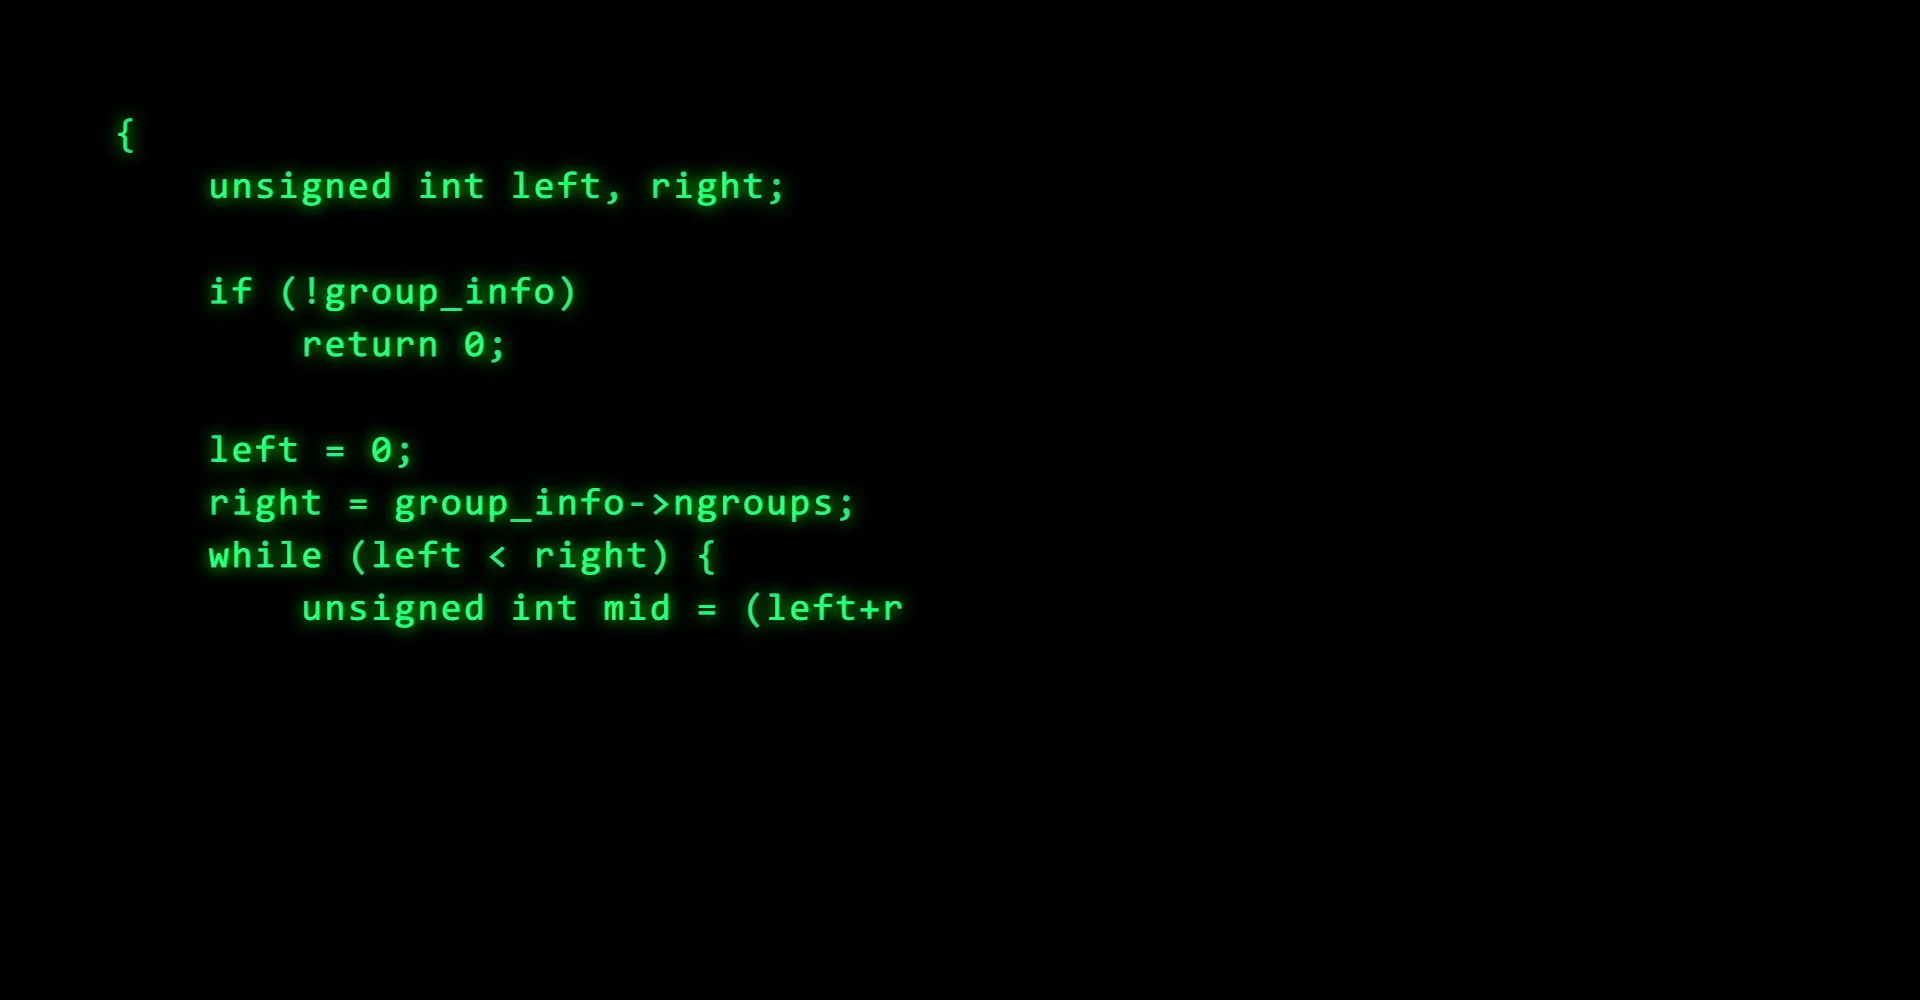 {
unsigned int left, right;
if (!group_info)
return 0;
left = 0;
right = group_info->ngroups;
while (left < right) {
unsigned int mid = (left+r